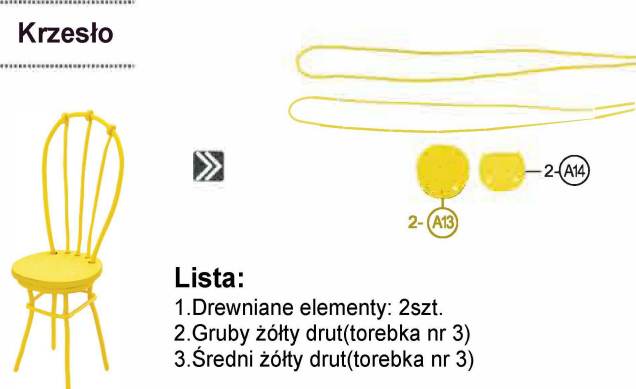 Krzesło
2-A14
2-A13
Lista:
1.Drewniane elementy: 2szt.
2.Gruby żółty drut(torebka nr 3)
3.Średni żółty drut(torebka nr 3)